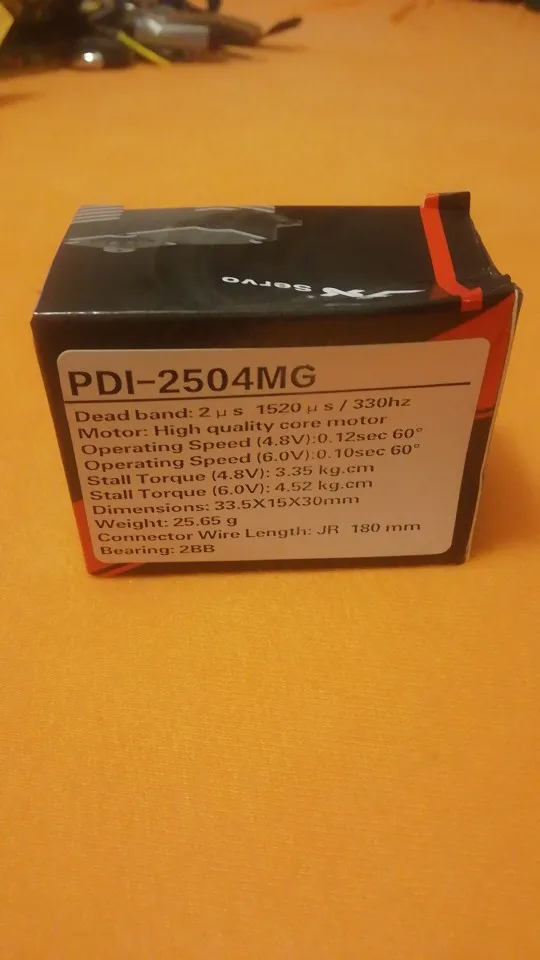 JX Servo
PDI-2504MG
Dead band: 2 μs 1520 μs / 330hz
Motor: High quality core motor
Operating Speed (4.8V):0.12sec 60°
Operating Speed (6.0V):0.10sec 60°
Stall Torque (4.8V): 3.35 kg.cm
Stall Torque (6.0V): 4.52 kg.cm
Dimensions: 33.5X15X30mm
Weight: 25.65 g
Connector Wire Length: JR 180 mm
Bearing: 2BB